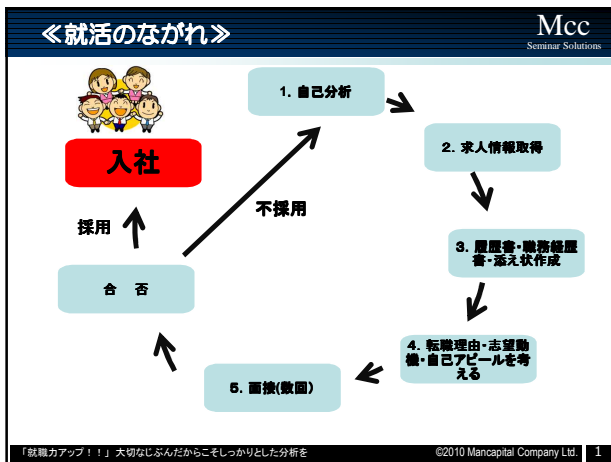 ≪就活のながれ≫
Mcc
Seminar Solutions
1. 自己分析
2. 求人情報取得
3. 履歴書・職務経歴
書・添え状作成
4. 転職理由・志望動
機・自己アピールを考
える
5. 面接(数回)
合 否
採用
不採用
入社
「就職力アップ！！」大切なじぶんだからこそしっかりとした分析を
©2010 Mancapital Company Ltd.
1